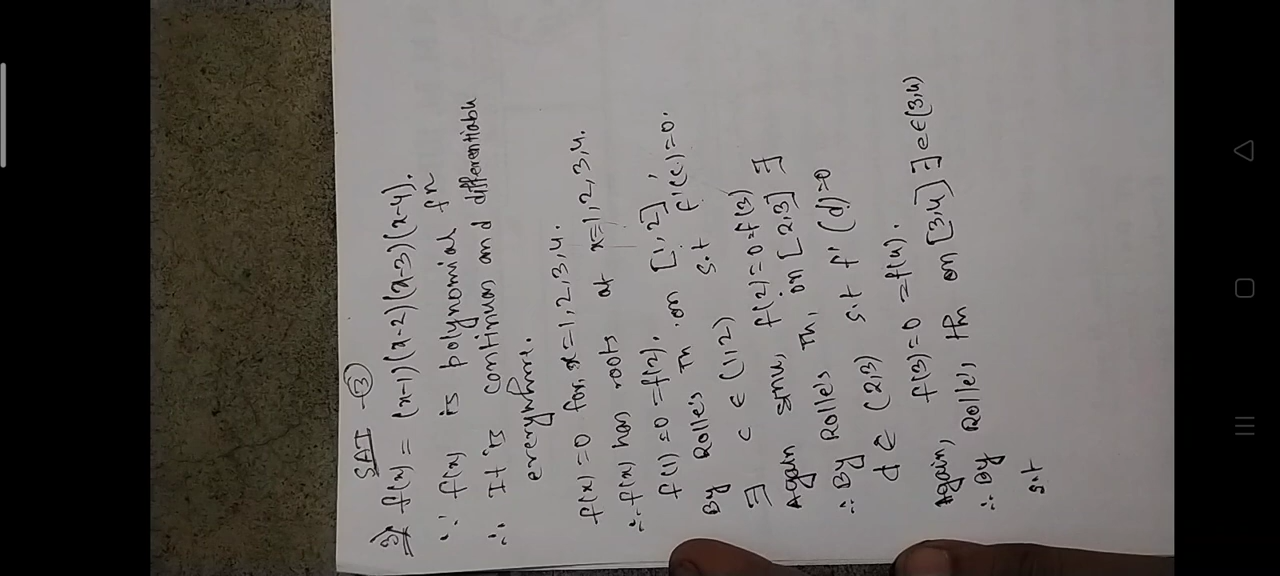 SAT -③
3) f(x) = (x-1)(x-2)(x-3)(x-4).
∵ f(x) is polynomial fn
∴ It is continuas and differentiable
everywhere.
f(x)=0 for x=1,2,3,4.
∴ f(x) has roots at x=1,2,3,4.
f(1)=0=f(2).
By Rolle's Th on [1,2],
∃ c ∈ (1,2) s.t f'(c)=0.
Again f(2)=0=f(3)
∴ By Rolle's Th, on [2,3] ∃
d ∈ (2,3) s.t f'(d)=0
Again, f(3)=0=f(4).
∴ By Rolle's th on [3,4] ∃ e∈(3,4)
s.t